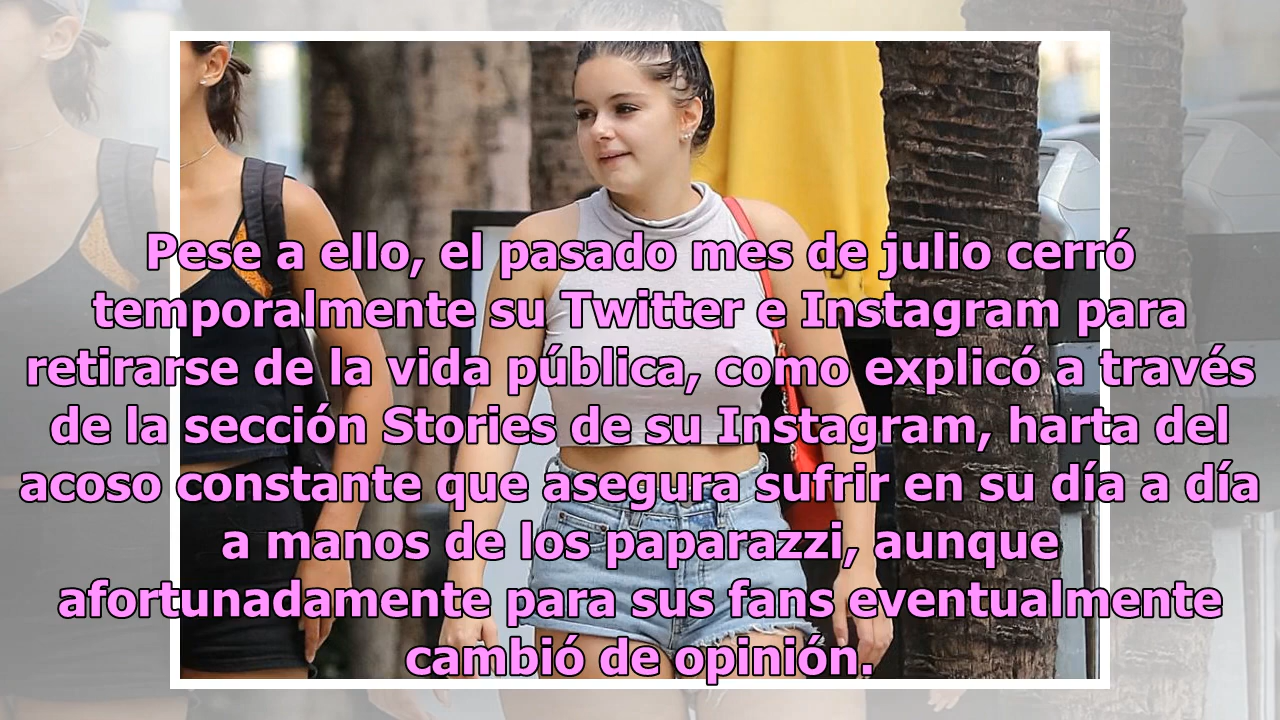 Pese a ello, el pasado mes de julio cerró
temporalmente su Twitter e Instagram para
retirarse de la vida pública, como explicó a través
de la sección Stories de su Instagram, harta del
acoso constante que asegura sufrir en su día a día
a manos de los paparazzi, aunque
afortunadamente para sus fans eventualmente
cambió de opinión.